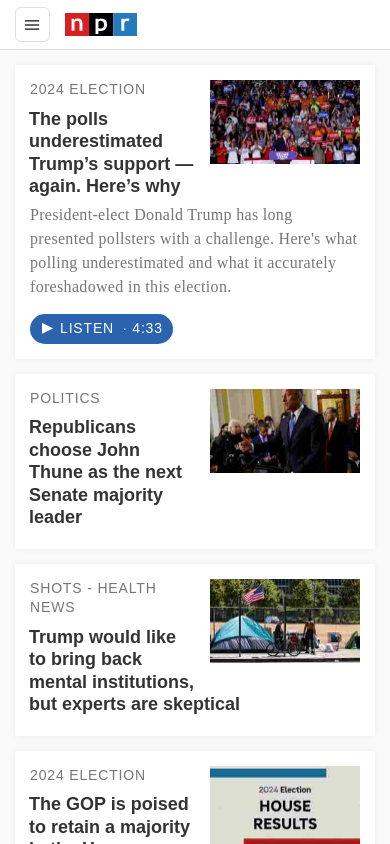 npr
2024 ELECTION
The polls
underestimated
Trump’s support —
again. Here’s why
President-elect Donald Trump has long
presented pollsters with a challenge. Here's what
polling underestimated and what it accurately
foreshadowed in this election.
LISTEN · 4:33
POLITICS
Republicans
choose John
Thune as the next
Senate majority
leader
SHOTS - HEALTH
NEWS
Trump would like
to bring back
mental institutions,
but experts are skeptical
2024 ELECTION
The GOP is poised
to retain a majority
2024 Election
HOUSE
RESULTS